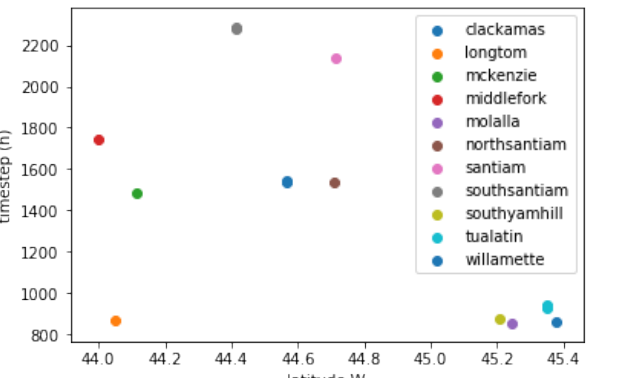 2200
2000
1800
1600
1400
1200
1000
800
timestep (h)
44.0 44.2 44.4 44.6 44.8 45.0 45.2 45.4
latitude W
clackamas
longtom
mckenzie
middlefork
molalla
northsantiam
santiam
southsantiam
southyamhill
tualatin
willamette